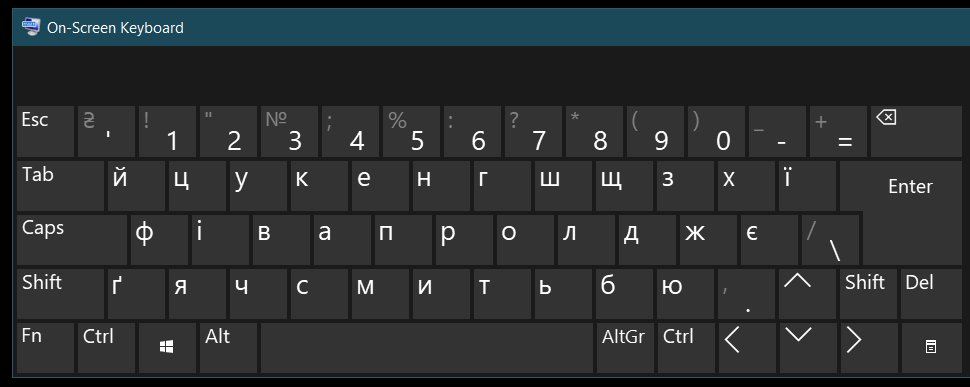 On-Screen Keyboard
Esc ₴ ' ! 1 " 2 № 3 ; 4 % 5 : 6 ? 7 * 8 ( 9 ) 0 _ - + =
Tab й ц у к е н г ш щ з х ї Enter
Caps ф і в а п р о л д ж є / \
Shift ґ я ч с м и т ь б ю , . Shift Del
Fn Ctrl Alt AltGr Ctrl